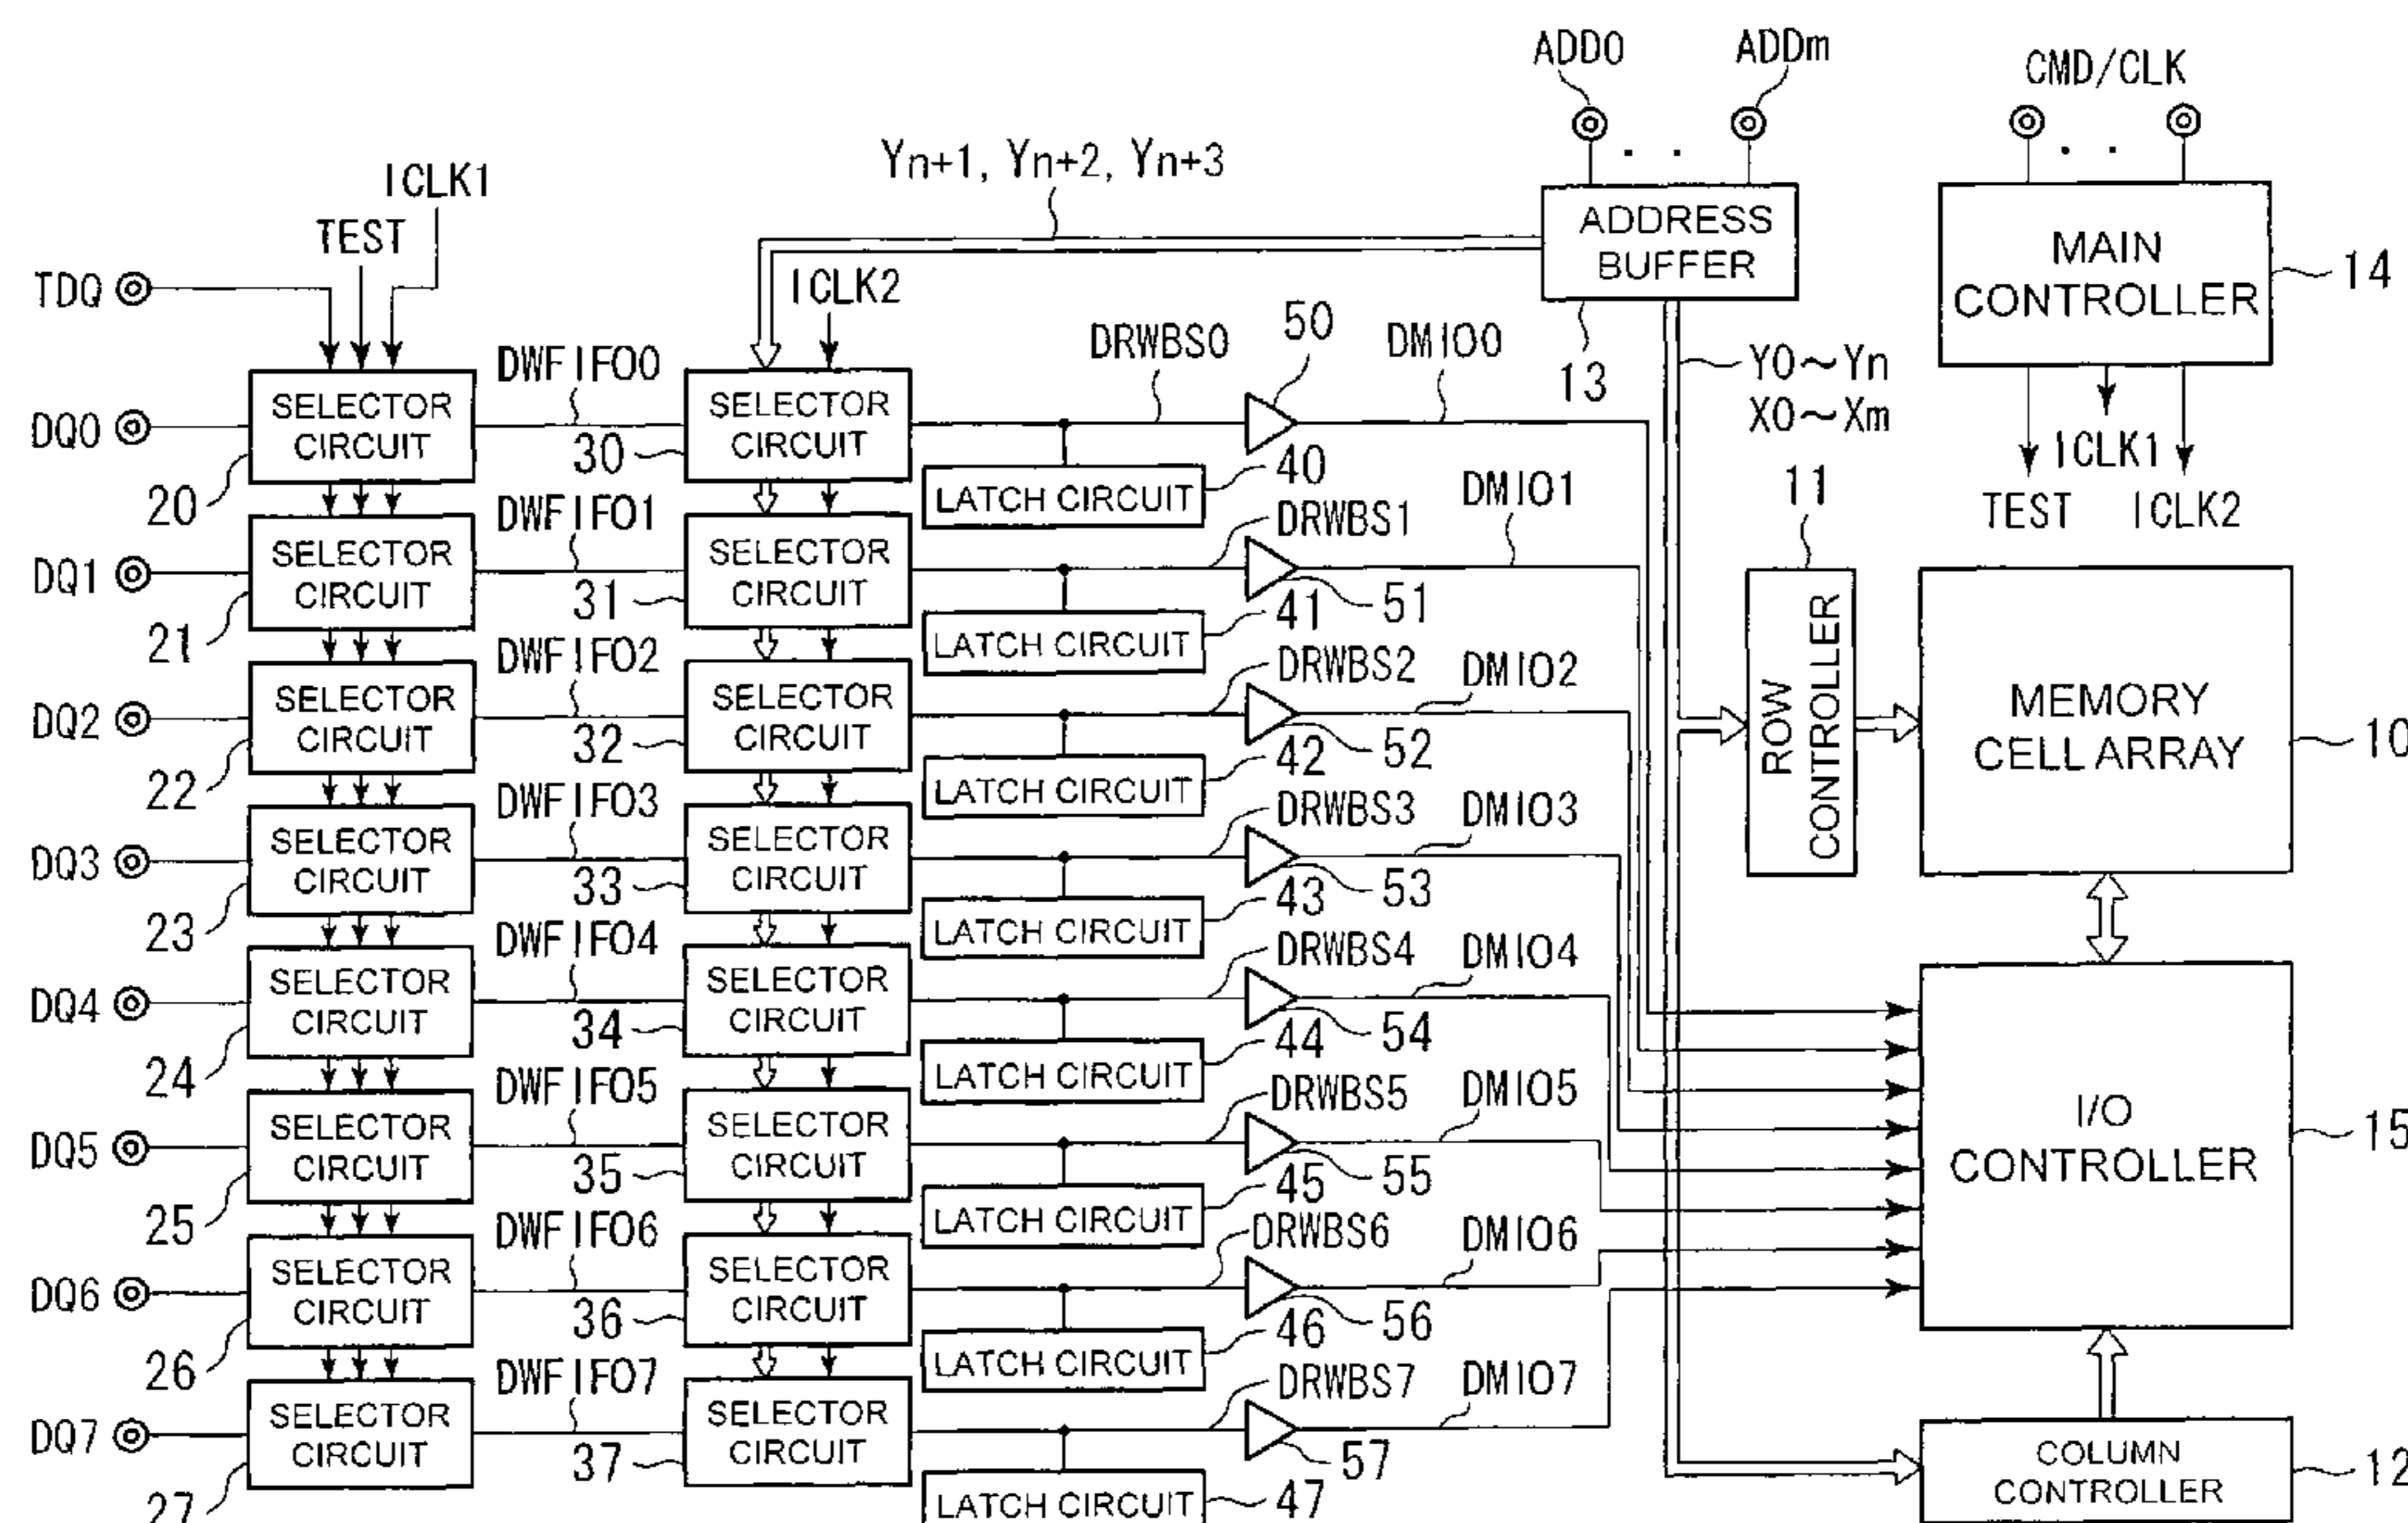 ADD0
ADDm
CMD/CLK
Yn+1, Yn+2, Yn+3
ICLK1
TEST
TDQ
ICLK2
ADDRESS
BUFFER
13
MAIN
CONTROLLER
14
TEST
ICLK1
ICLK2
Y0~Yn
X0~Xm
DQ0
SELECTOR
CIRCUIT
20
DWFIFO0
SELECTOR
CIRCUIT
30
DRWBS0
50
DMIO0
LATCH CIRCUIT
40
DQ1
SELECTOR
CIRCUIT
21
DWFIFO1
SELECTOR
CIRCUIT
31
DRWBS1
51
DMIO1
LATCH CIRCUIT
41
DQ2
SELECTOR
CIRCUIT
22
DWFIFO2
SELECTOR
CIRCUIT
32
DRWBS2
52
DMIO2
LATCH CIRCUIT
42
DQ3
SELECTOR
CIRCUIT
23
DWFIFO3
SELECTOR
CIRCUIT
33
DRWBS3
53
DMIO3
LATCH CIRCUIT
43
DQ4
SELECTOR
CIRCUIT
24
DWFIFO4
SELECTOR
CIRCUIT
34
DRWBS4
54
DMIO4
LATCH CIRCUIT
44
DQ5
SELECTOR
CIRCUIT
25
DWFIFO5
SELECTOR
CIRCUIT
35
DRWBS5
55
DMIO5
LATCH CIRCUIT
45
DQ6
SELECTOR
CIRCUIT
26
DWFIFO6
SELECTOR
CIRCUIT
36
DRWBS6
56
DMIO6
LATCH CIRCUIT
46
DQ7
SELECTOR
CIRCUIT
27
DWFIFO7
SELECTOR
CIRCUIT
37
DRWBS7
57
DMIO7
LATCH CIRCUIT
47
11
ROW
CONTROLLER
MEMORY
CELL ARRAY
10
I/O
CONTROLLER
15
COLUMN
CONTROLLER
12